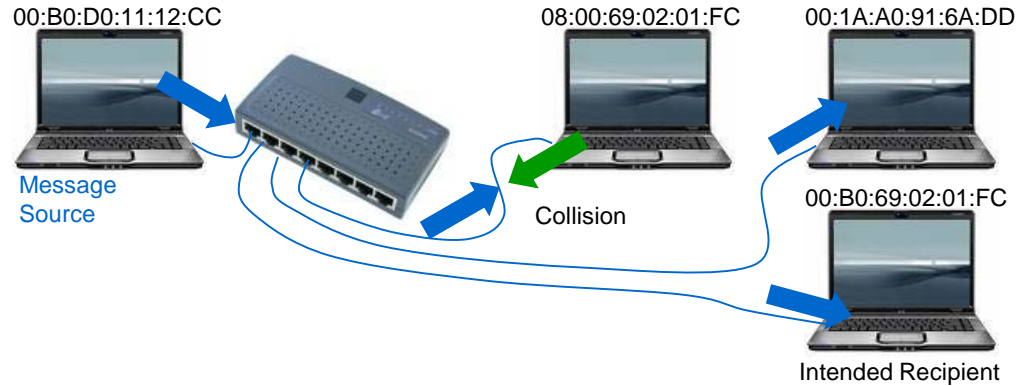 00:B0:D0:11:12:CC
08:00:69:02:01:FC
00:1A:A0:91:6A:DD
Message
Source
Collision
00:B0:69:02:01:FC
Intended Recipient